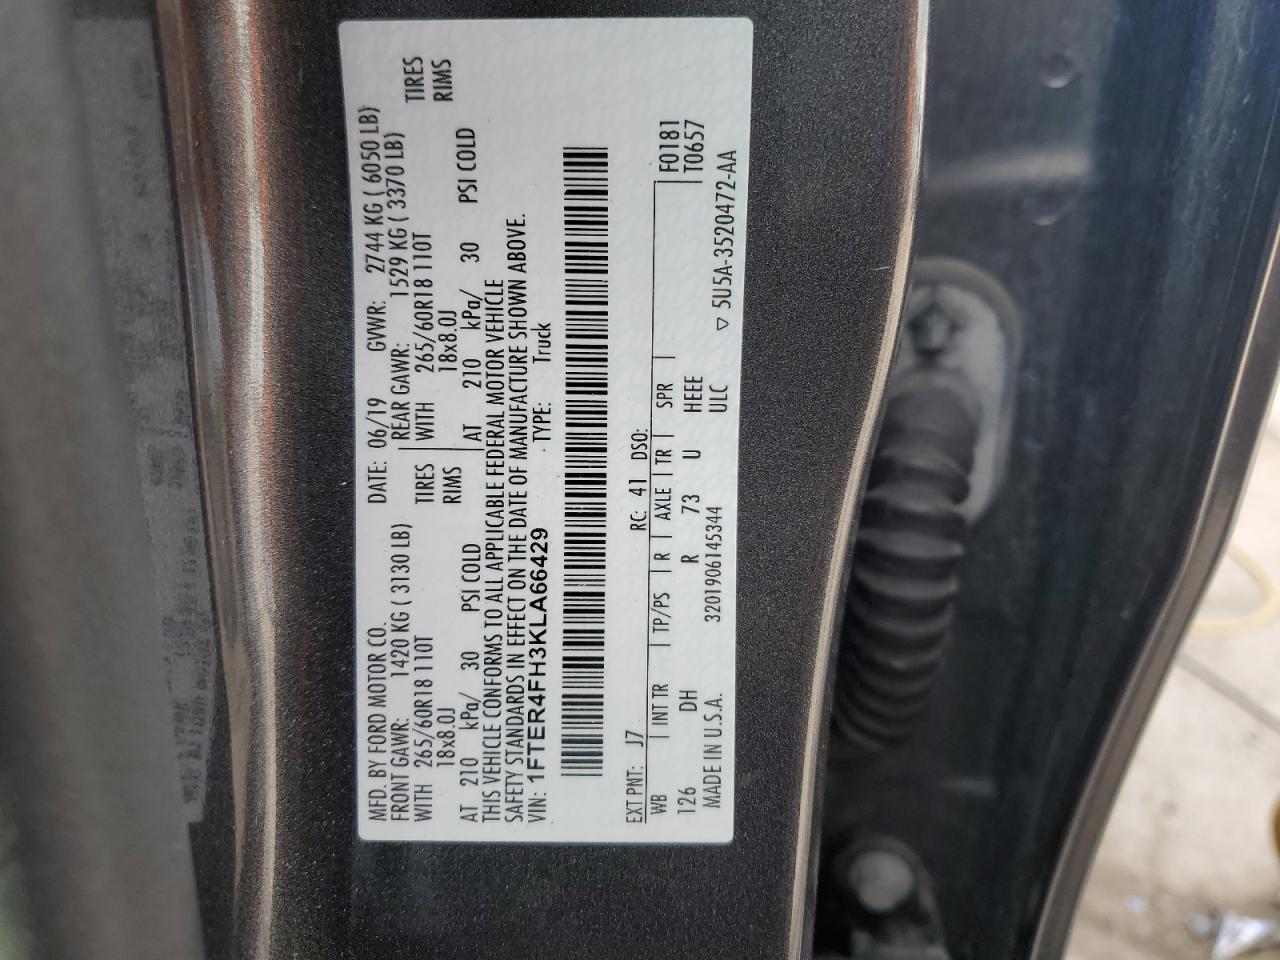 MFD. BY FORD MOTOR CO. DATE: 06/19 GVWR: 2744 KG ( 6050 LB)
FRONT GAWR: 1420 KG ( 3130 LB) REAR GAWR: 1529 KG ( 3370 LB)
WITH 265/60R18 110T TIRES WITH 265/60R18 110T TIRES
18x8.0J RIMS 18x8.0J RIMS
AT 210 kPa/ 30 PSI COLD AT 210 kPa/ 30 PSI COLD
THIS VEHICLE CONFORMS TO ALL APPLICABLE FEDERAL MOTOR VEHICLE
SAFETY STANDARDS IN EFFECT ON THE DATE OF MANUFACTURE SHOWN ABOVE.
VIN: 1FTER4FH3KLA66429 TYPE: Truck
EXT PNT: J7 RC: 41 DSO: F0181
WB INT TR TP/PS R AXLE TR SPR T0657
126 DH R 73 U HEEE
MADE IN U.S.A. 3201906145344 ULC ▽ 5U5A-3520472-AA